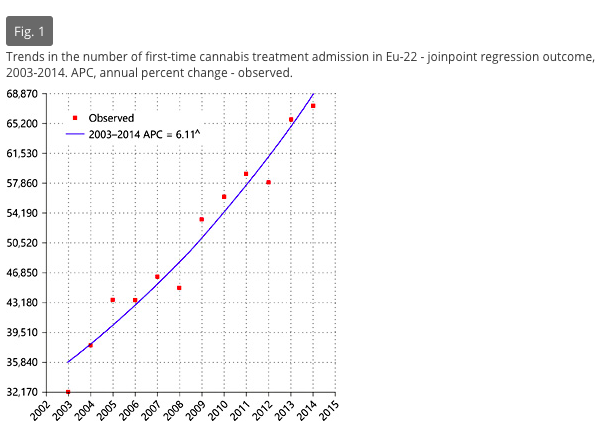 Fig. 1
Trends in the number of first-time cannabis treatment admission in Eu-22 - joinpoint regression outcome,
2003-2014. APC, annual percent change - observed.
68,870
Observed
2003–2014 APC = 6.11^
65,200
61,530
57,860
54,190
50,520
46,850
43,180
39,510
35,840
32,170
2002 2003 2004 2005 2006 2007 2008 2009 2010 2011 2012 2013 2014 2015